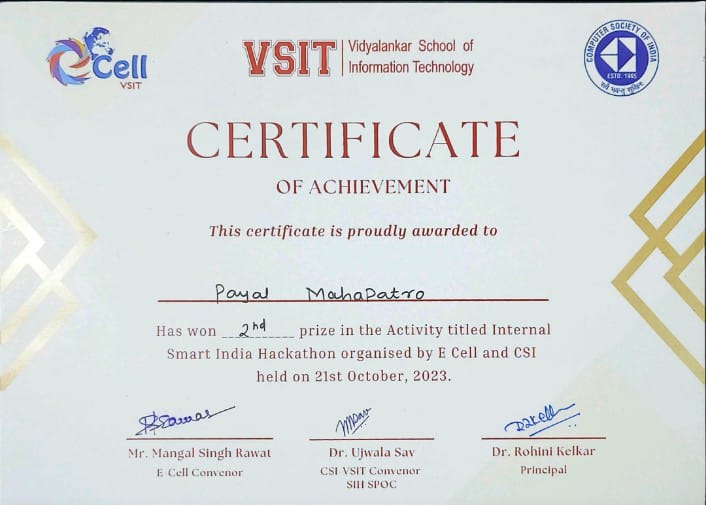 Cell
VSIT
VSIT
Vidyalankar School of
Information Technology
COMPUTER SOCIETY OF INDIA
ESTD. 1965
CERTIFICATE
OF ACHIEVEMENT
This certificate is proudly awarded to
Payal MahaPatro
Has won 2nd prize in the Activity titled Internal
Smart India Hackathon organised by E Cell and CSI
held on 21st October, 2023.
Mr. Mangal Singh Rawat
E-Cell Convenor
Dr. Ujwala Sav
CSI-VSIT Convenor
SIH SPOC
Dr. Rohini Kelkar
Principal